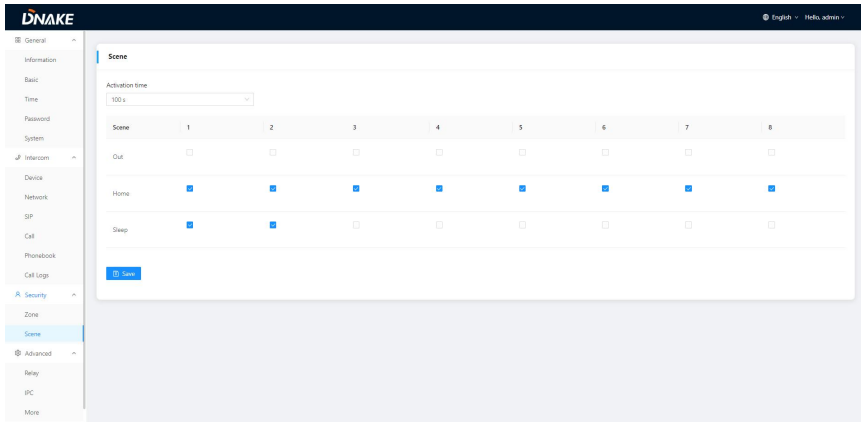 DNAKE
English
Hello, admin
General
Information
Basic
Time
Password
System
Intercom
Device
Network
SIP
Call
Phonebook
Call Logs
Security
Zone
Scene
Advanced
Relay
IPC
More
Scene
Activation time
100 s
Scene 1 2 3 4 5 6 7 8
Out
Home
Sleep
Save